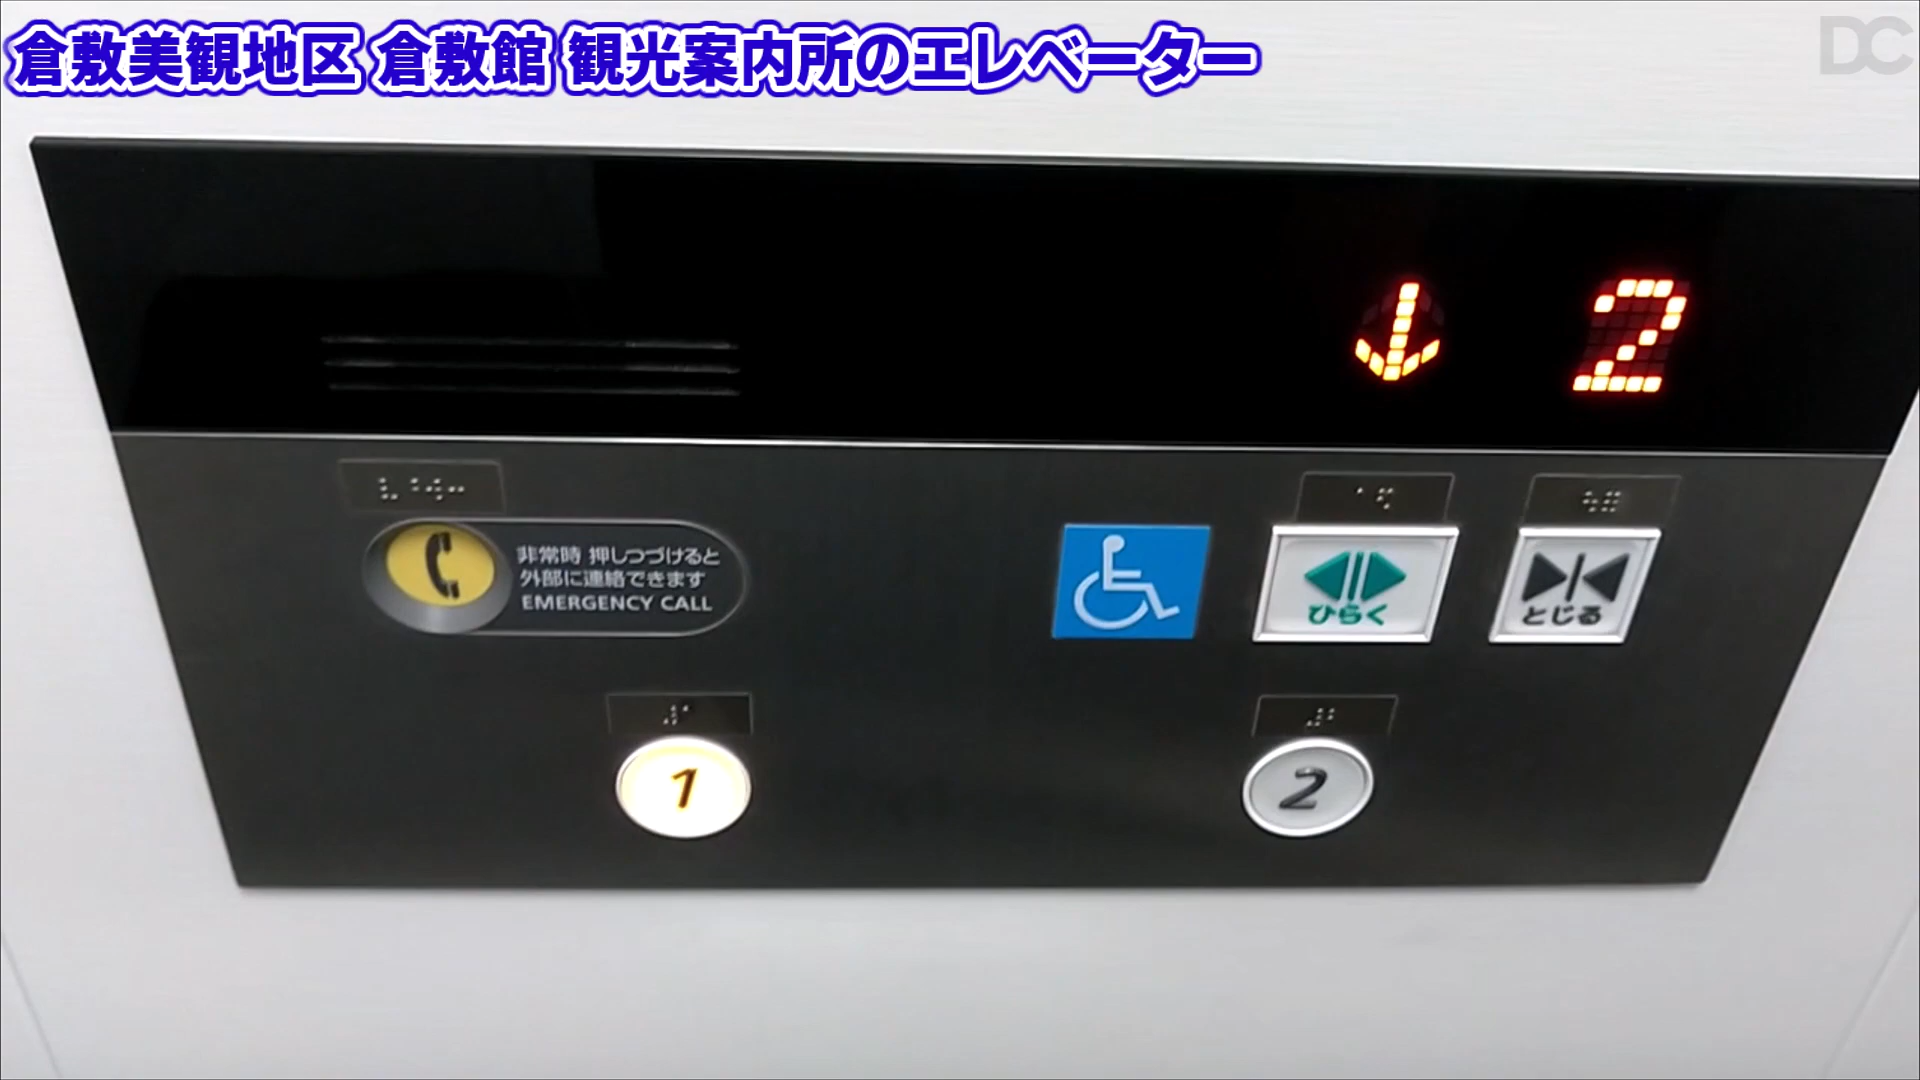 倉敷美観地区 倉敷館 観光案内所のエレベーター
DC
2
非常時 押しつづけると
外部に連絡できます
EMERGENCY CALL
ひらく
とじる
1
2